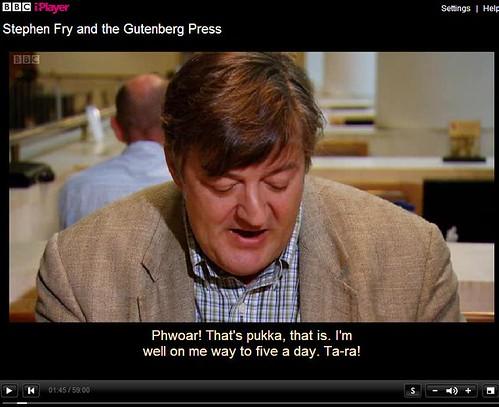 BBC iPlayer
Settings | Help
Stephen Fry and the Gutenberg Press
BBC
Phwoar! That's pukka, that is. I'm
well on me way to five a day. Ta-ra!
01:45 / 59:00
S